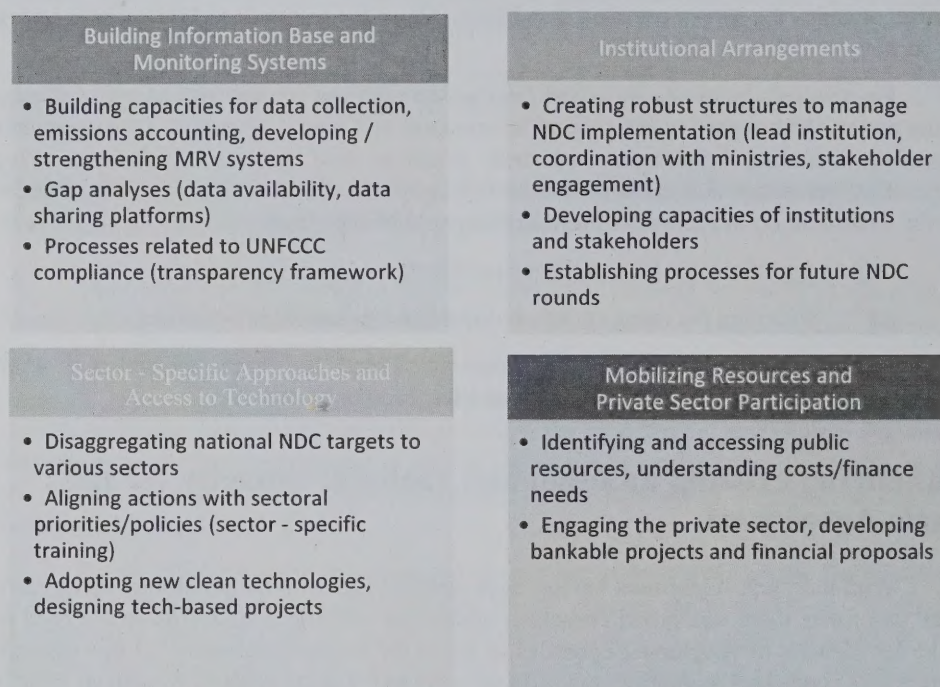 Building Information Base and
Monitoring Systems
• Building capacities for data collection,
emissions accounting, developing /
strengthening MRV systems
• Gap analyses (data availability, data
sharing platforms)
• Processes related to UNFCCC
compliance (transparency framework)
Institutional Arrangements
• Creating robust structures to manage
NDC implementation (lead institution,
coordination with ministries, stakeholder
engagement)
• Developing capacities of institutions
and stakeholders
• Establishing processes for future NDC
rounds
Sector - Specific Approaches and
Access to Technology
• Disaggregating national NDC targets to
various sectors
• Aligning actions with sectoral
priorities/policies (sector - specific
training)
• Adopting new clean technologies,
designing tech-based projects
Mobilizing Resources and
Private Sector Participation
• Identifying and accessing public
resources, understanding costs/finance
needs
• Engaging the private sector, developing
bankable projects and financial proposals